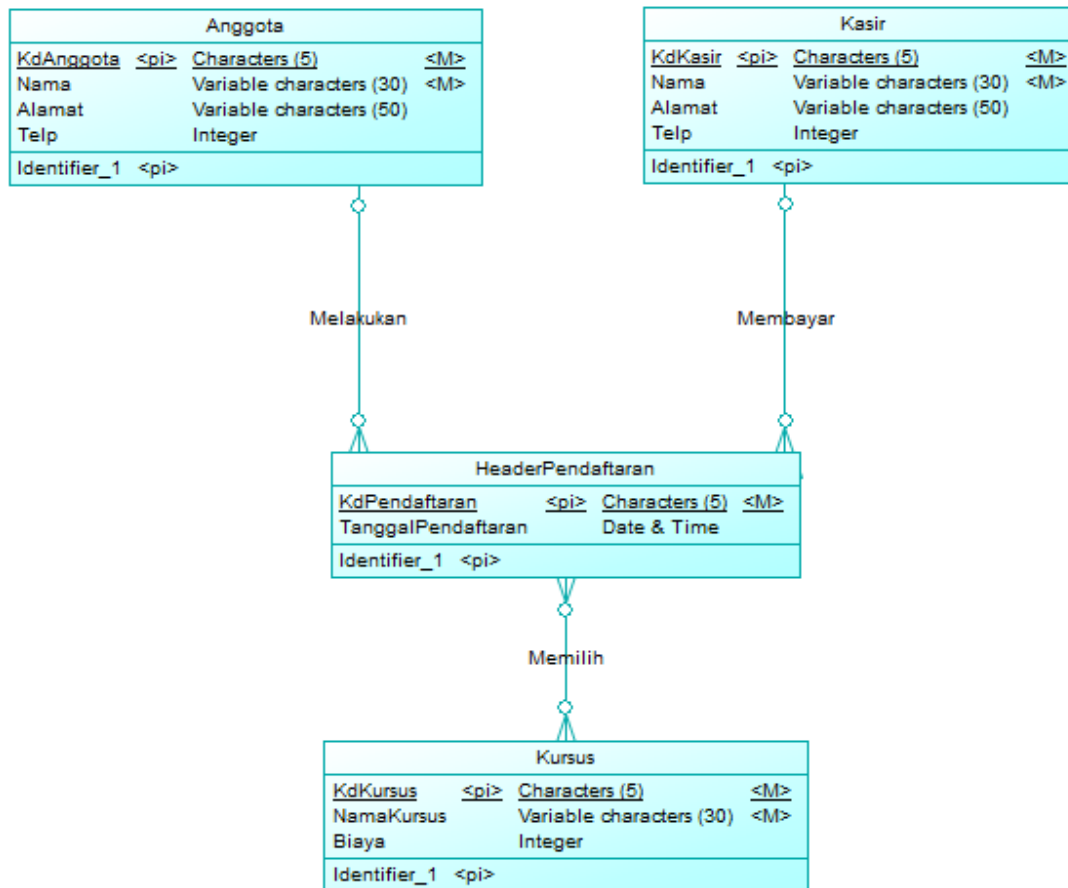 Anggota
KdAnggota <pi> Characters (5) <M>
Nama Variable characters (30) <M>
Alamat Variable characters (50)
Telp Integer
Identifier_1 <pi>
Kasir
KdKasir <pi> Characters (5) <M>
Nama Variable characters (30) <M>
Alamat Variable characters (50)
Telp Integer
Identifier_1 <pi>
Melakukan
Membayar
HeaderPendaftaran
KdPendaftaran <pi> Characters (5) <M>
TanggalPendaftaran Date & Time
Identifier_1 <pi>
Memilih
Kursus
KdKursus <pi> Characters (5) <M>
NamaKursus Variable characters (30) <M>
Biaya Integer
Identifier_1 <pi>